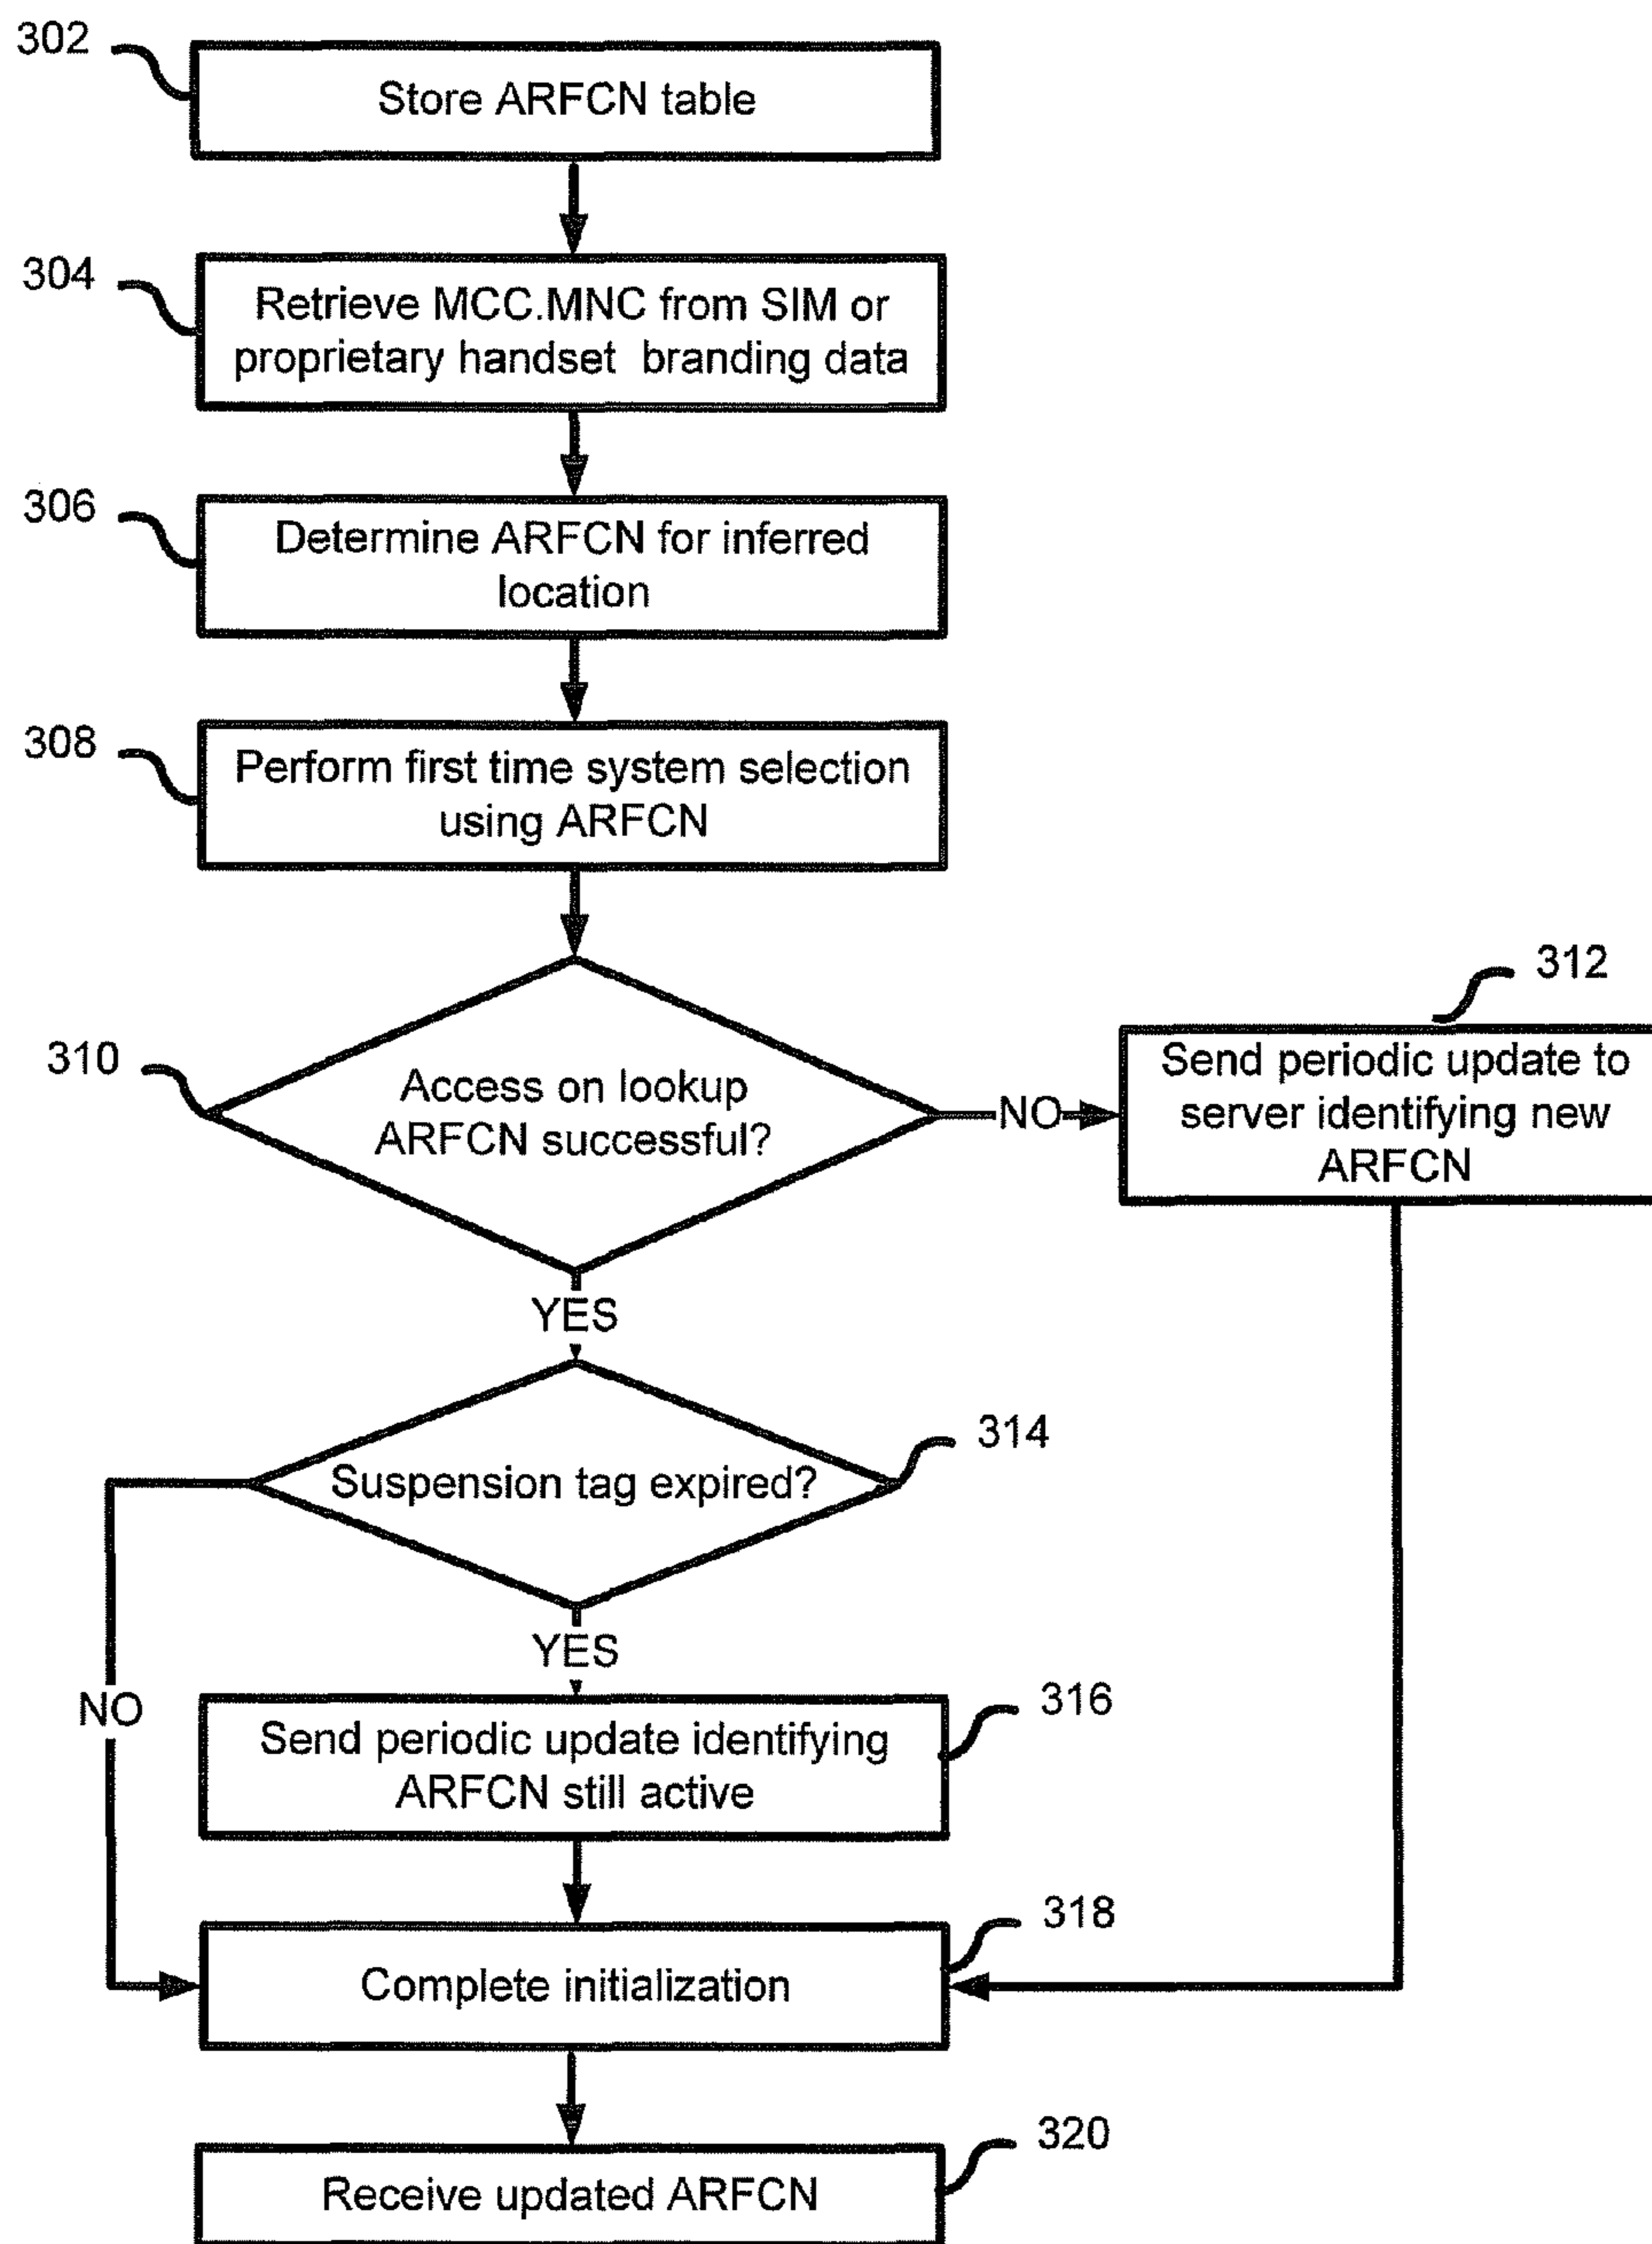 302
Store ARFCN table
304
Retrieve MCC.MNC from SIM or
proprietary handset branding data
306
Determine ARFCN for inferred
location
308
Perform first time system selection
using ARFCN
310
Access on lookup
ARFCN successful?
NO
312
Send periodic update to
server identifying new
ARFCN
YES
314
Suspension tag expired?
YES
NO
316
Send periodic update identifying
ARFCN still active
318
Complete initialization
320
Receive updated ARFCN